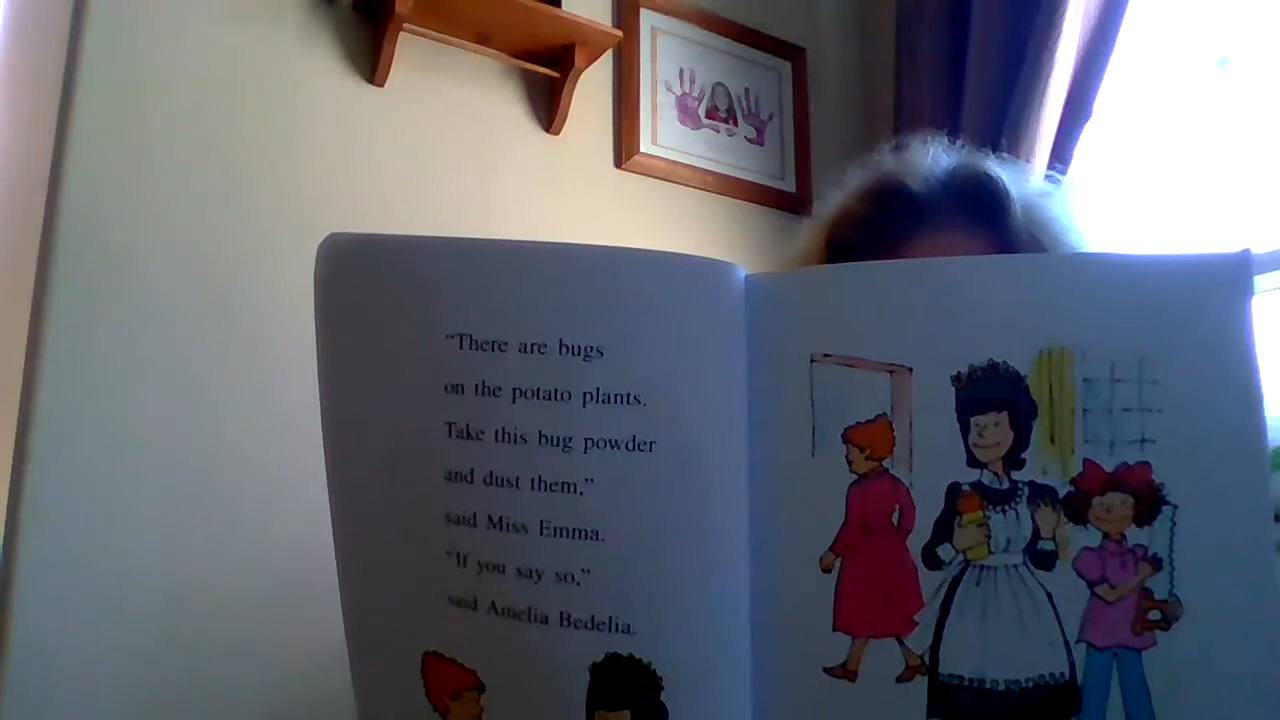 "There are bugs
on the potato plants.
Take this bug powder
and dust them,"
said Miss Emma.
"If you say so,"
said Amelia Bedelia.